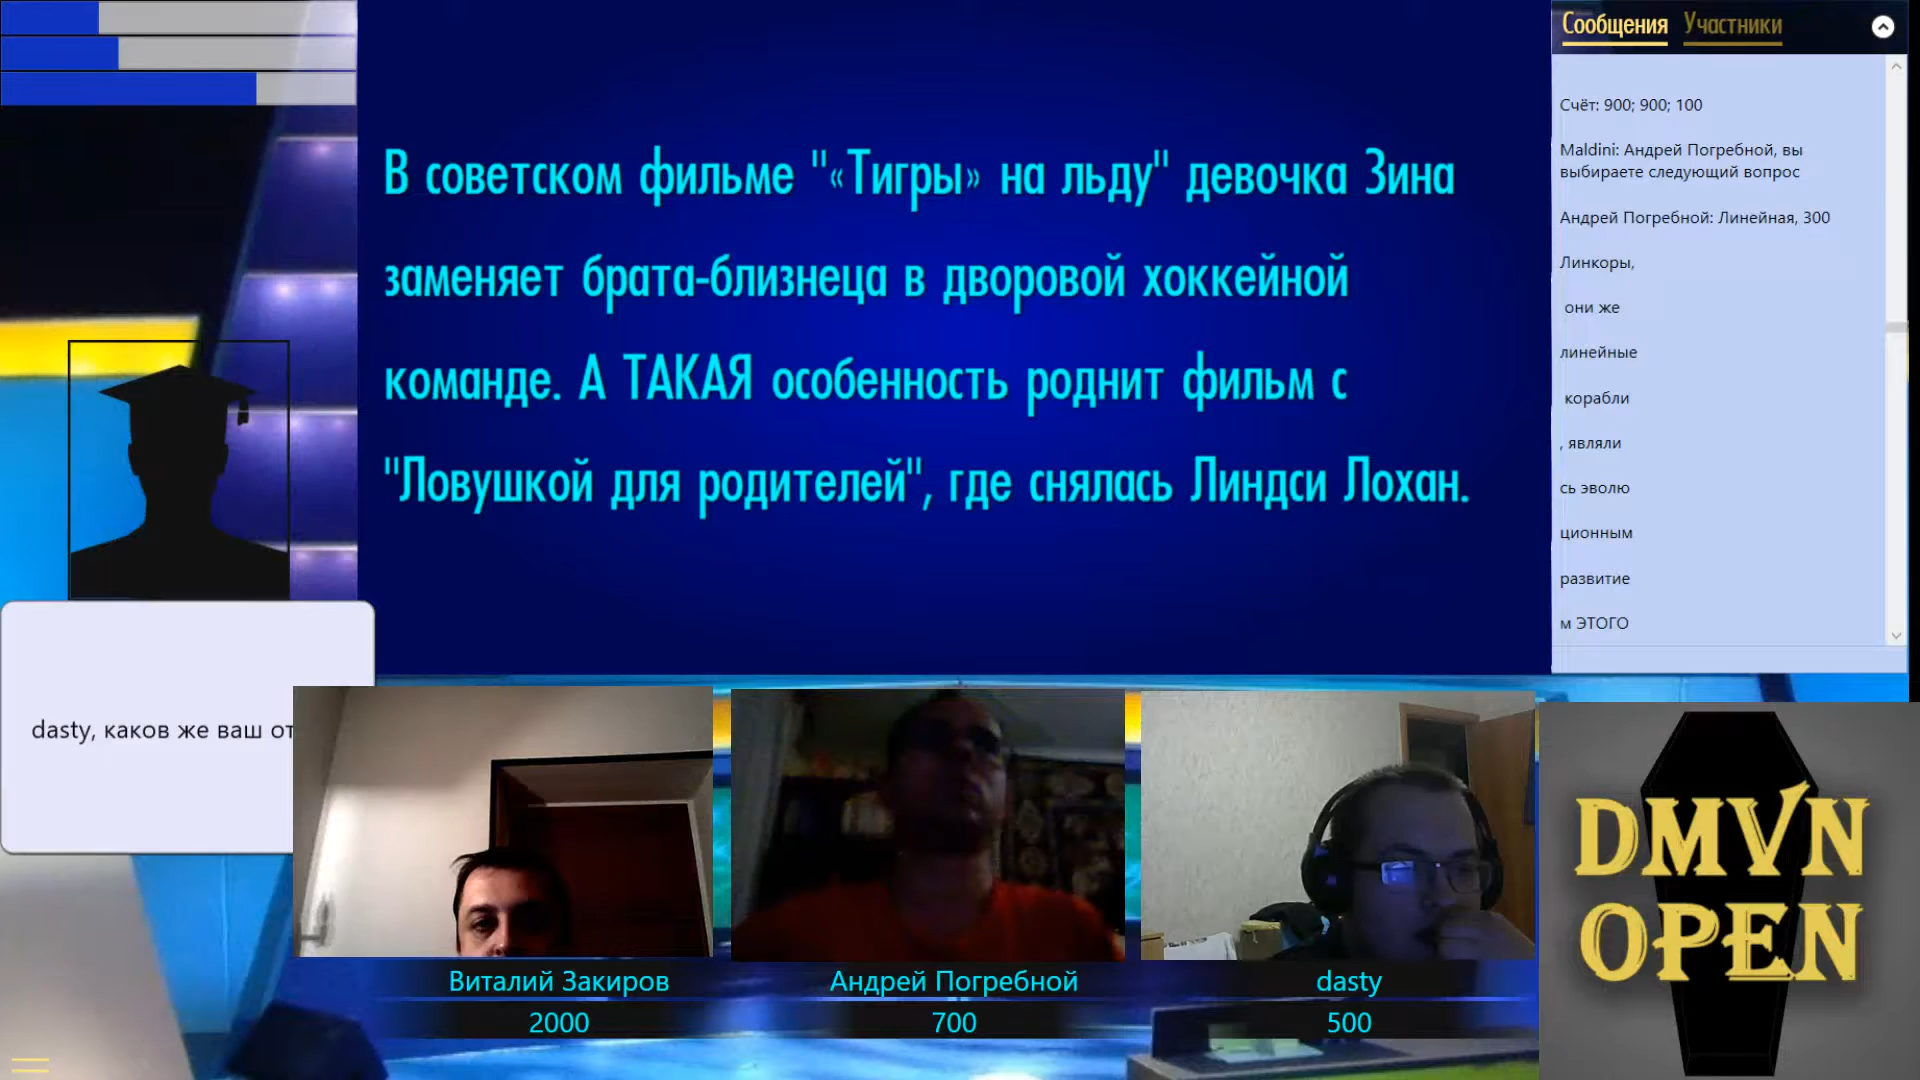 В советском фильме "«Тигры» на льду" девочка Зина
заменяет брата-близнеца в дворовой хоккейной
команде. А ТАКАЯ особенность роднит фильм с
"Ловушкой для родителей", где снялась Линдси Лохан.
Сообщения Участники
Счёт: 900; 900; 100
Maldini: Андрей Погребной, вы
выбираете следующий вопрос
Андрей Погребной: Линейная, 300
Линкоры,
они же
линейные
корабли
, являли
сь эволю
ционным
развитие
м ЭТОГО
dasty, каков же ваш от
Виталий Закиров
2000
Андрей Погребной
700
dasty
500
DMVN
OPEN